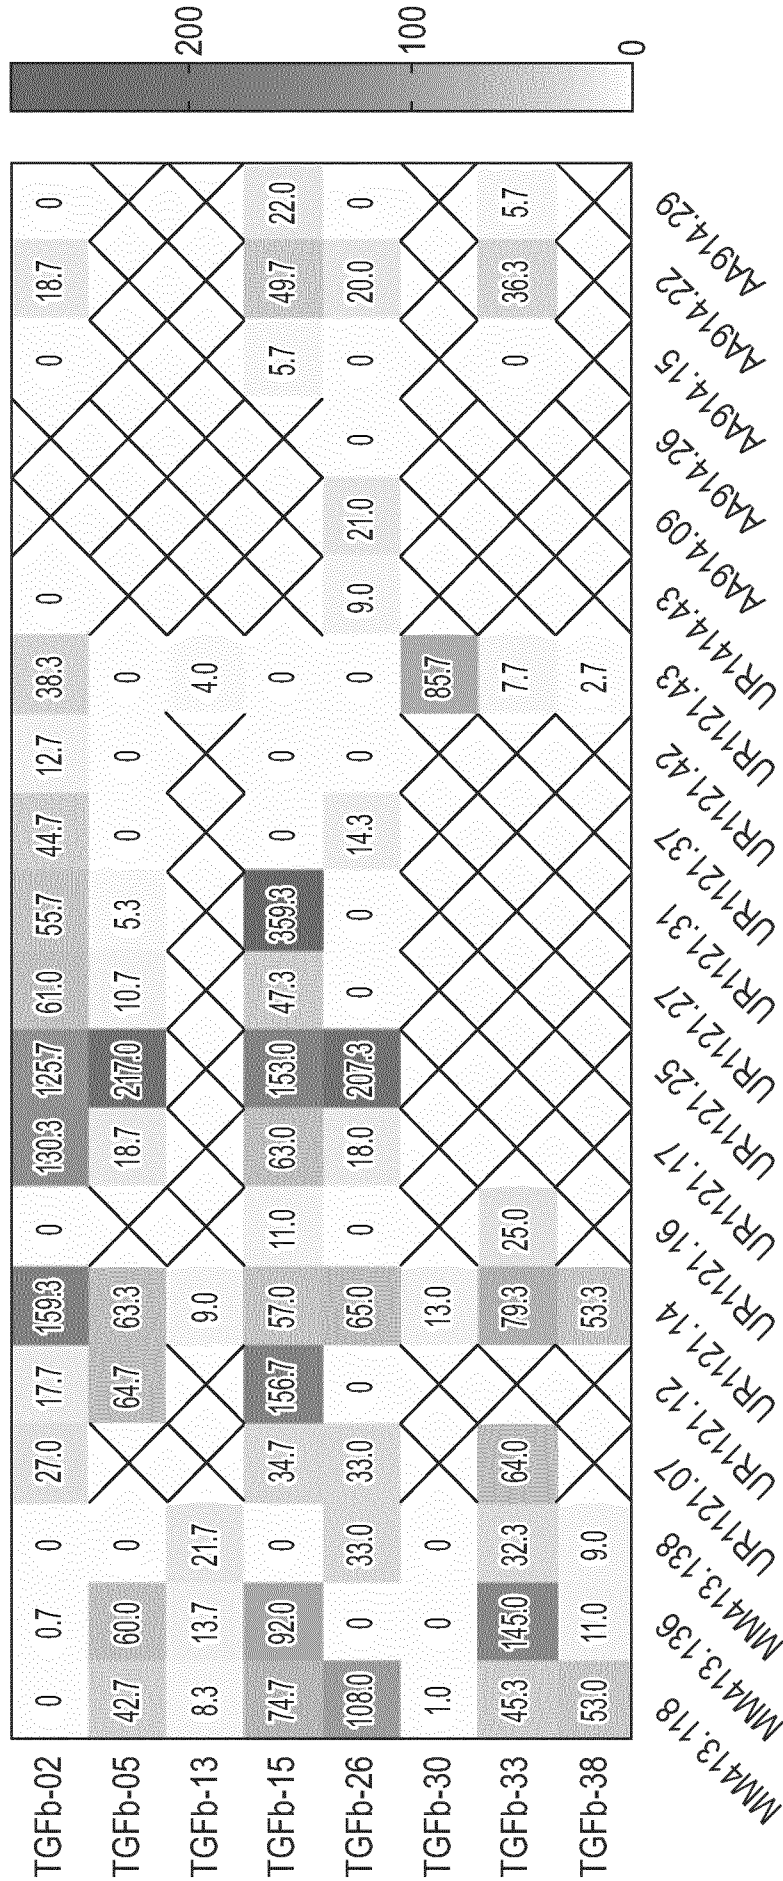 TGFb-02 0 0.7 0 27.0 17.7 159.3 0 130.3 125.7 61.0 55.7 44.7 12.7 38.3 0 0 18.7 0
TGFb-05 42.7 60.0 0 64.7 63.3 18.7 217.0 10.7 5.3 0 0 0
TGFb-13 8.3 13.7 21.7 9.0 4.0
TGFb-15 74.7 92.0 0 34.7 156.7 57.0 11.0 63.0 153.0 47.3 359.3 0 0 0 5.7 49.7 22.0
TGFb-26 108.0 0 33.0 33.0 0 65.0 0 18.0 207.3 0 0 14.3 0 0 9.0 21.0 0 0 20.0 0
TGFb-30 1.0 0 0 13.0 85.7
TGFb-33 45.3 145.0 32.3 64.0 79.3 25.0 7.7 0 36.3 5.7
TGFb-38 53.0 11.0 9.0 53.3 2.7
MM413.118
MM413.136
MM413.138
UR1121.07
UR1121.12
UR1121.14
UR1121.16
UR1121.17
UR1121.25
UR1121.27
UR1121.31
UR1121.37
UR1121.42
UR1121.43
UR1414.43
AA914.09
AA914.26
AA914.15
AA914.22
AA914.29
200
100
0